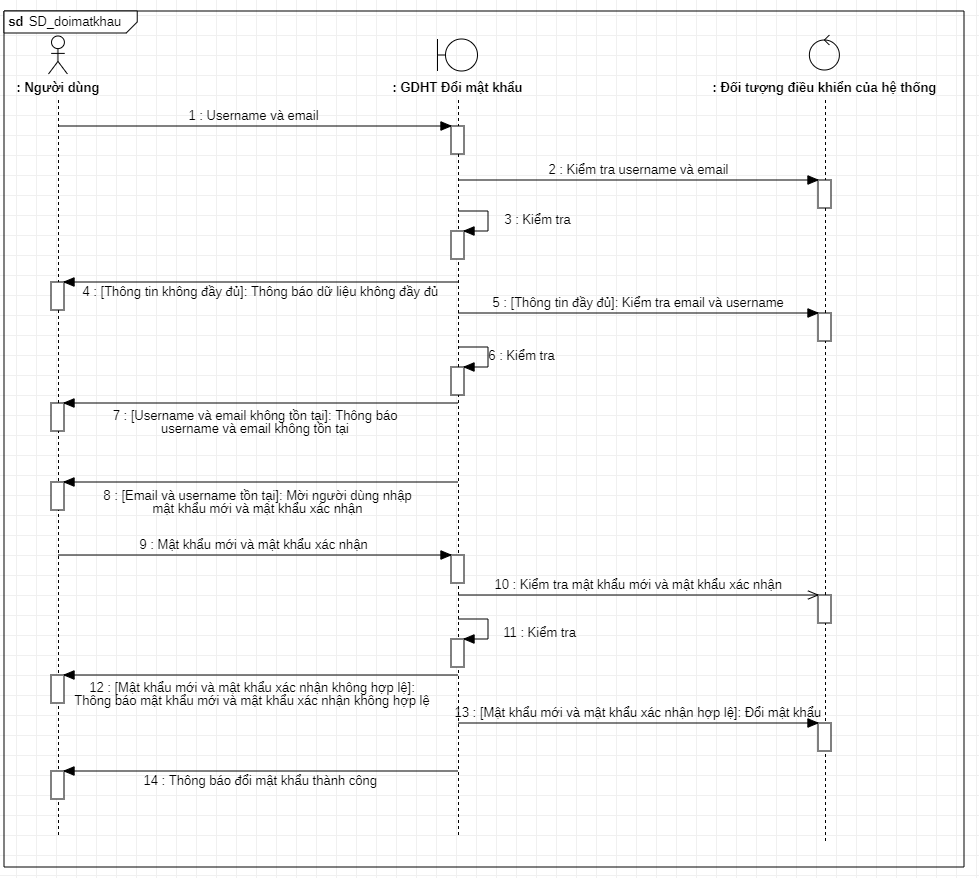 sd SD_doimatkhau
: Người dùng
: GDHT Đổi mật khẩu
: Đối tượng điều khiển của hệ thống
1 : Username và email
2 : Kiểm tra username và email
3 : Kiểm tra
4 : [Thông tin không đầy đủ]: Thông báo dữ liệu không đầy đủ
5 : [Thông tin đầy đủ]: Kiểm tra email và username
6 : Kiểm tra
7 : [Username và email không tồn tại]: Thông báo
username và email không tồn tại
8 : [Email và username tồn tại]: Mời người dùng nhập
mật khẩu mới và mật khẩu xác nhận
9 : Mật khẩu mới và mật khẩu xác nhận
10 : Kiểm tra mật khẩu mới và mật khẩu xác nhận
11 : Kiểm tra
12 : [Mật khẩu mới và mật khẩu xác nhận không hợp lệ]:
Thông báo mật khẩu mới và mật khẩu xác nhận không hợp lệ
13 : [Mật khẩu mới và mật khẩu xác nhận hợp lệ]: Đổi mật khẩu
14 : Thông báo đổi mật khẩu thành công